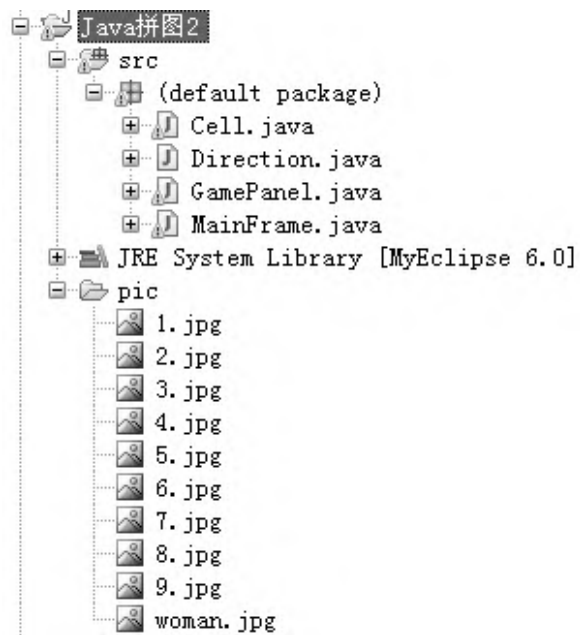 Java拼图2
src
(default package)
Cell.java
Direction.java
GamePanel.java
MainFrame.java
JRE System Library [MyEclipse 6.0]
pic
1.jpg
2.jpg
3.jpg
4.jpg
5.jpg
6.jpg
7.jpg
8.jpg
9.jpg
woman.jpg